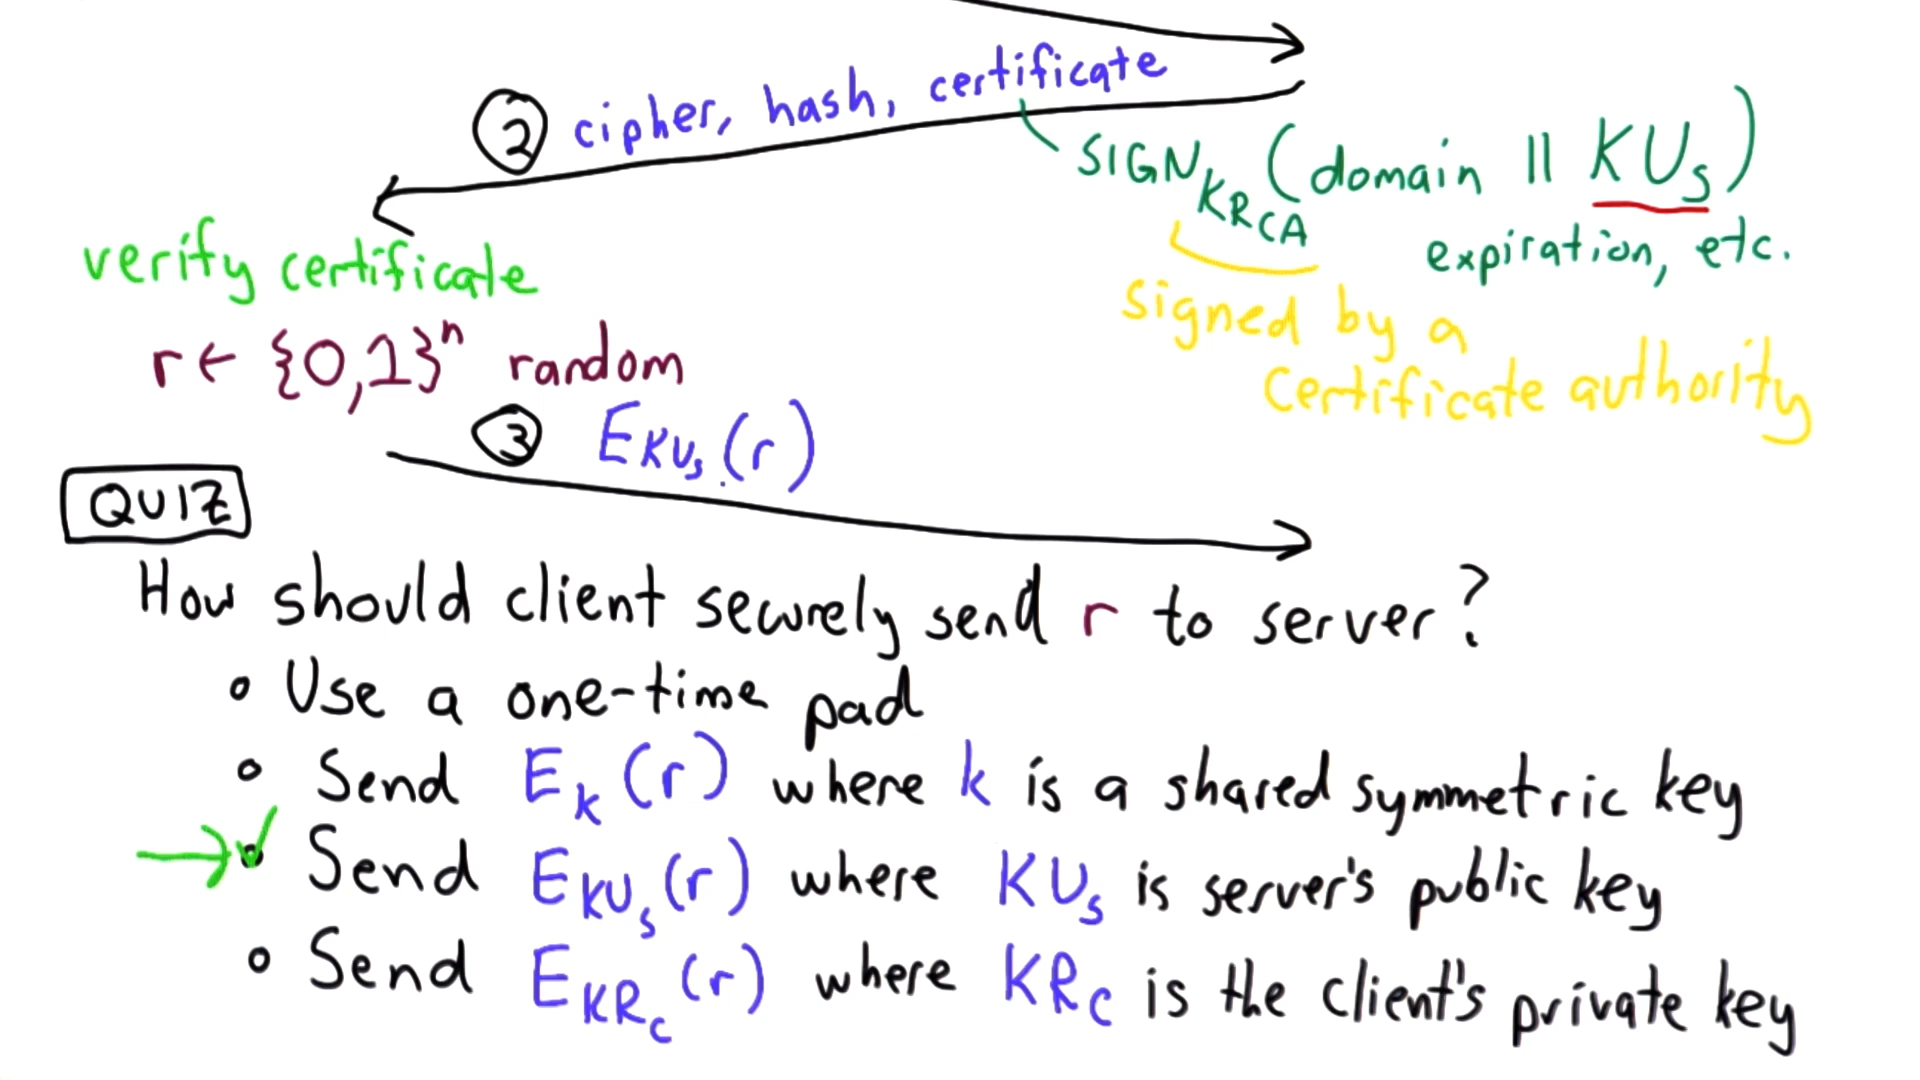 ② cipher, hash, certificate
SIGN_KRCA (domain || KU_S)
expiration, etc.
signed by a
certificate authority
verify certificate
r ← {0,1}ⁿ random
③ E_KU_S (r)
QUIZ
How should client securely send r to server?
• Use a one-time pad
• Send E_k (r) where k is a shared symmetric key
→ ✓ • Send E_KU_S (r) where KU_S is server's public key
• Send E_KR_C (r) where KR_C is the client's private key